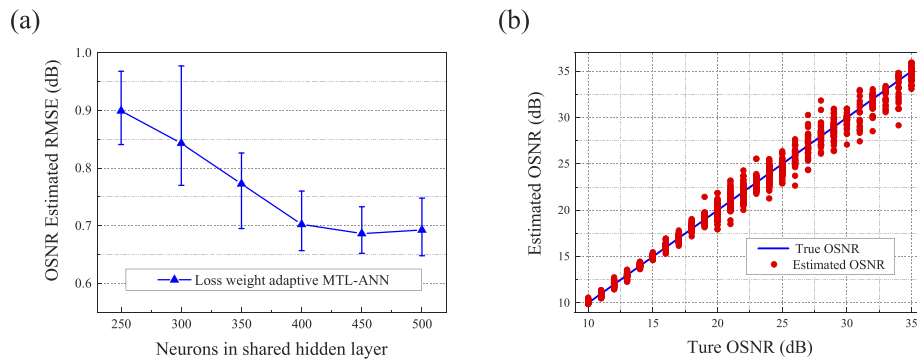 (a)
1.0
0.9
0.8
0.7
0.6
OSNR Estimated RMSE (dB)
Loss weight adaptive MTL-ANN
250 300 350 400 450 500
Neurons in shared hidden layer
(b)
35
30
25
20
15
10
Estimated OSNR (dB)
True OSNR
Estimated OSNR
10 15 20 25 30 35
Ture OSNR (dB)